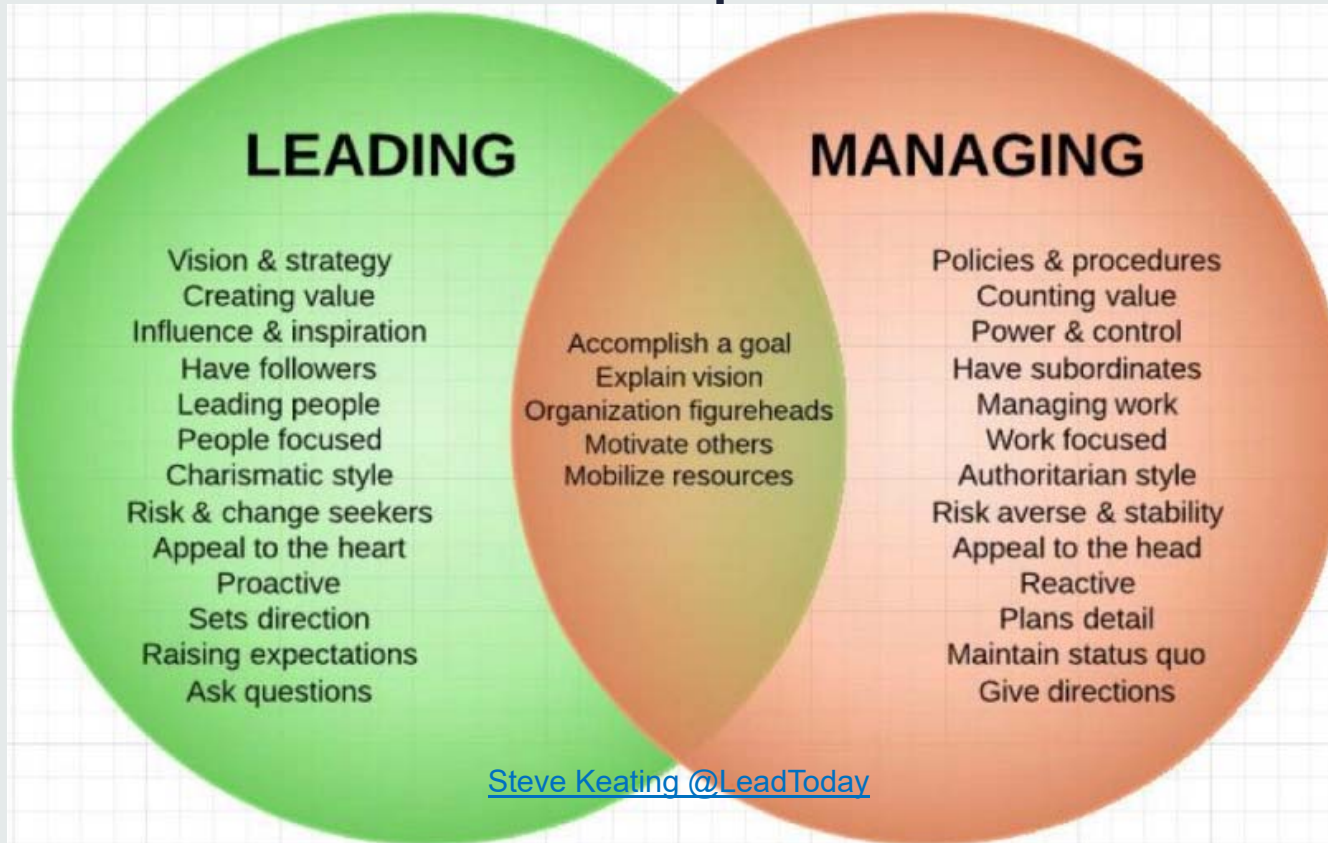 LEADING
Vision & strategy
Creating value
Influence & inspiration
Have followers
Leading people
People focused
Charismatic style
Risk & change seekers
Appeal to the heart
Proactive
Sets direction
Raising expectations
Ask questions
Accomplish a goal
Explain vision
Organization figureheads
Motivate others
Mobilize resources
MANAGING
Policies & procedures
Counting value
Power & control
Have subordinates
Managing work
Work focused
Authoritarian style
Risk averse & stability
Appeal to the head
Reactive
Plans detail
Maintain status quo
Give directions
Steve Keating @LeadToday